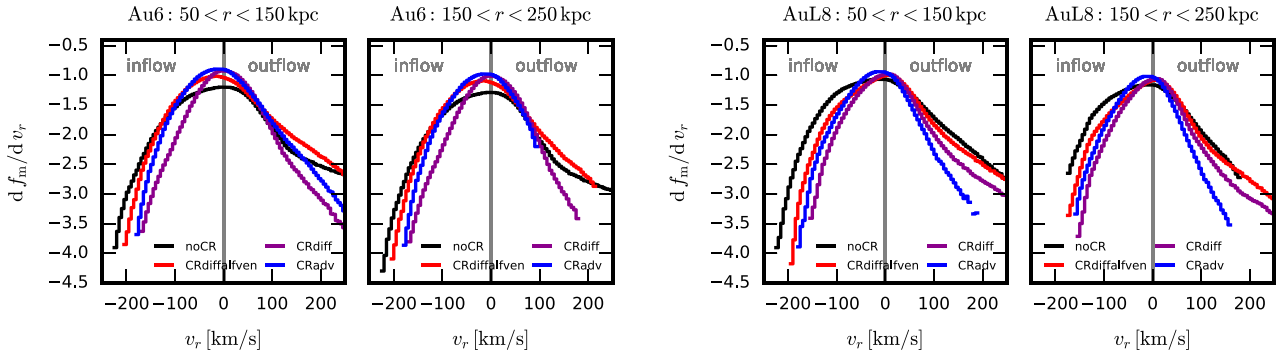 Au6: 50 < r < 150 kpc
Au6: 150 < r < 250 kpc
AuL8: 50 < r < 150 kpc
AuL8: 150 < r < 250 kpc
d f_m/d v_r
−0.5
−1.0
−1.5
−2.0
−2.5
−3.0
−3.5
−4.0
−4.5
inflow
outflow
noCR
CRdiffalfven
CRdiff
CRadv
−200 −100 0 100 200
v_r [km/s]
inflow
outflow
noCR
CRdiffalfven
CRdiff
CRadv
−200 −100 0 100 200
v_r [km/s]
d f_m/d v_r
−0.5
−1.0
−1.5
−2.0
−2.5
−3.0
−3.5
−4.0
−4.5
inflow
outflow
noCR
CRdiffalfven
CRdiff
CRadv
−200 −100 0 100 200
v_r [km/s]
inflow
outflow
noCR
CRdiffalfven
CRdiff
CRadv
−200 −100 0 100 200
v_r [km/s]